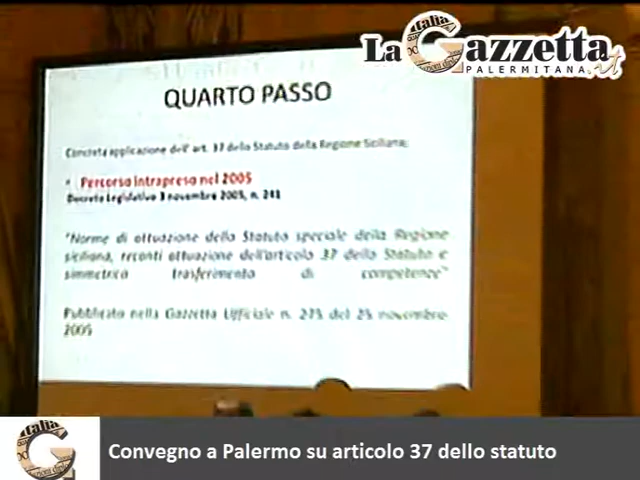 italia
La Gazzetta
PALERMITANA.it
QUARTO PASSO
Concreta applicazione dell'art. 37 dello Statuto della Regione Siciliana:
• Percorso intrapreso nel 2005
Decreto Legislativo 3 novembre 2005, n. 241
"Norme di attuazione dello Statuto speciale della Regione
siciliana, recanti attuazione dell'articolo 37 dello Statuto e
simmetrico trasferimento di competenze"
Pubblicato nella Gazzetta Ufficiale n. 275 del 25 novembre
2005
italia
G
Convegno a Palermo su articolo 37 dello statuto